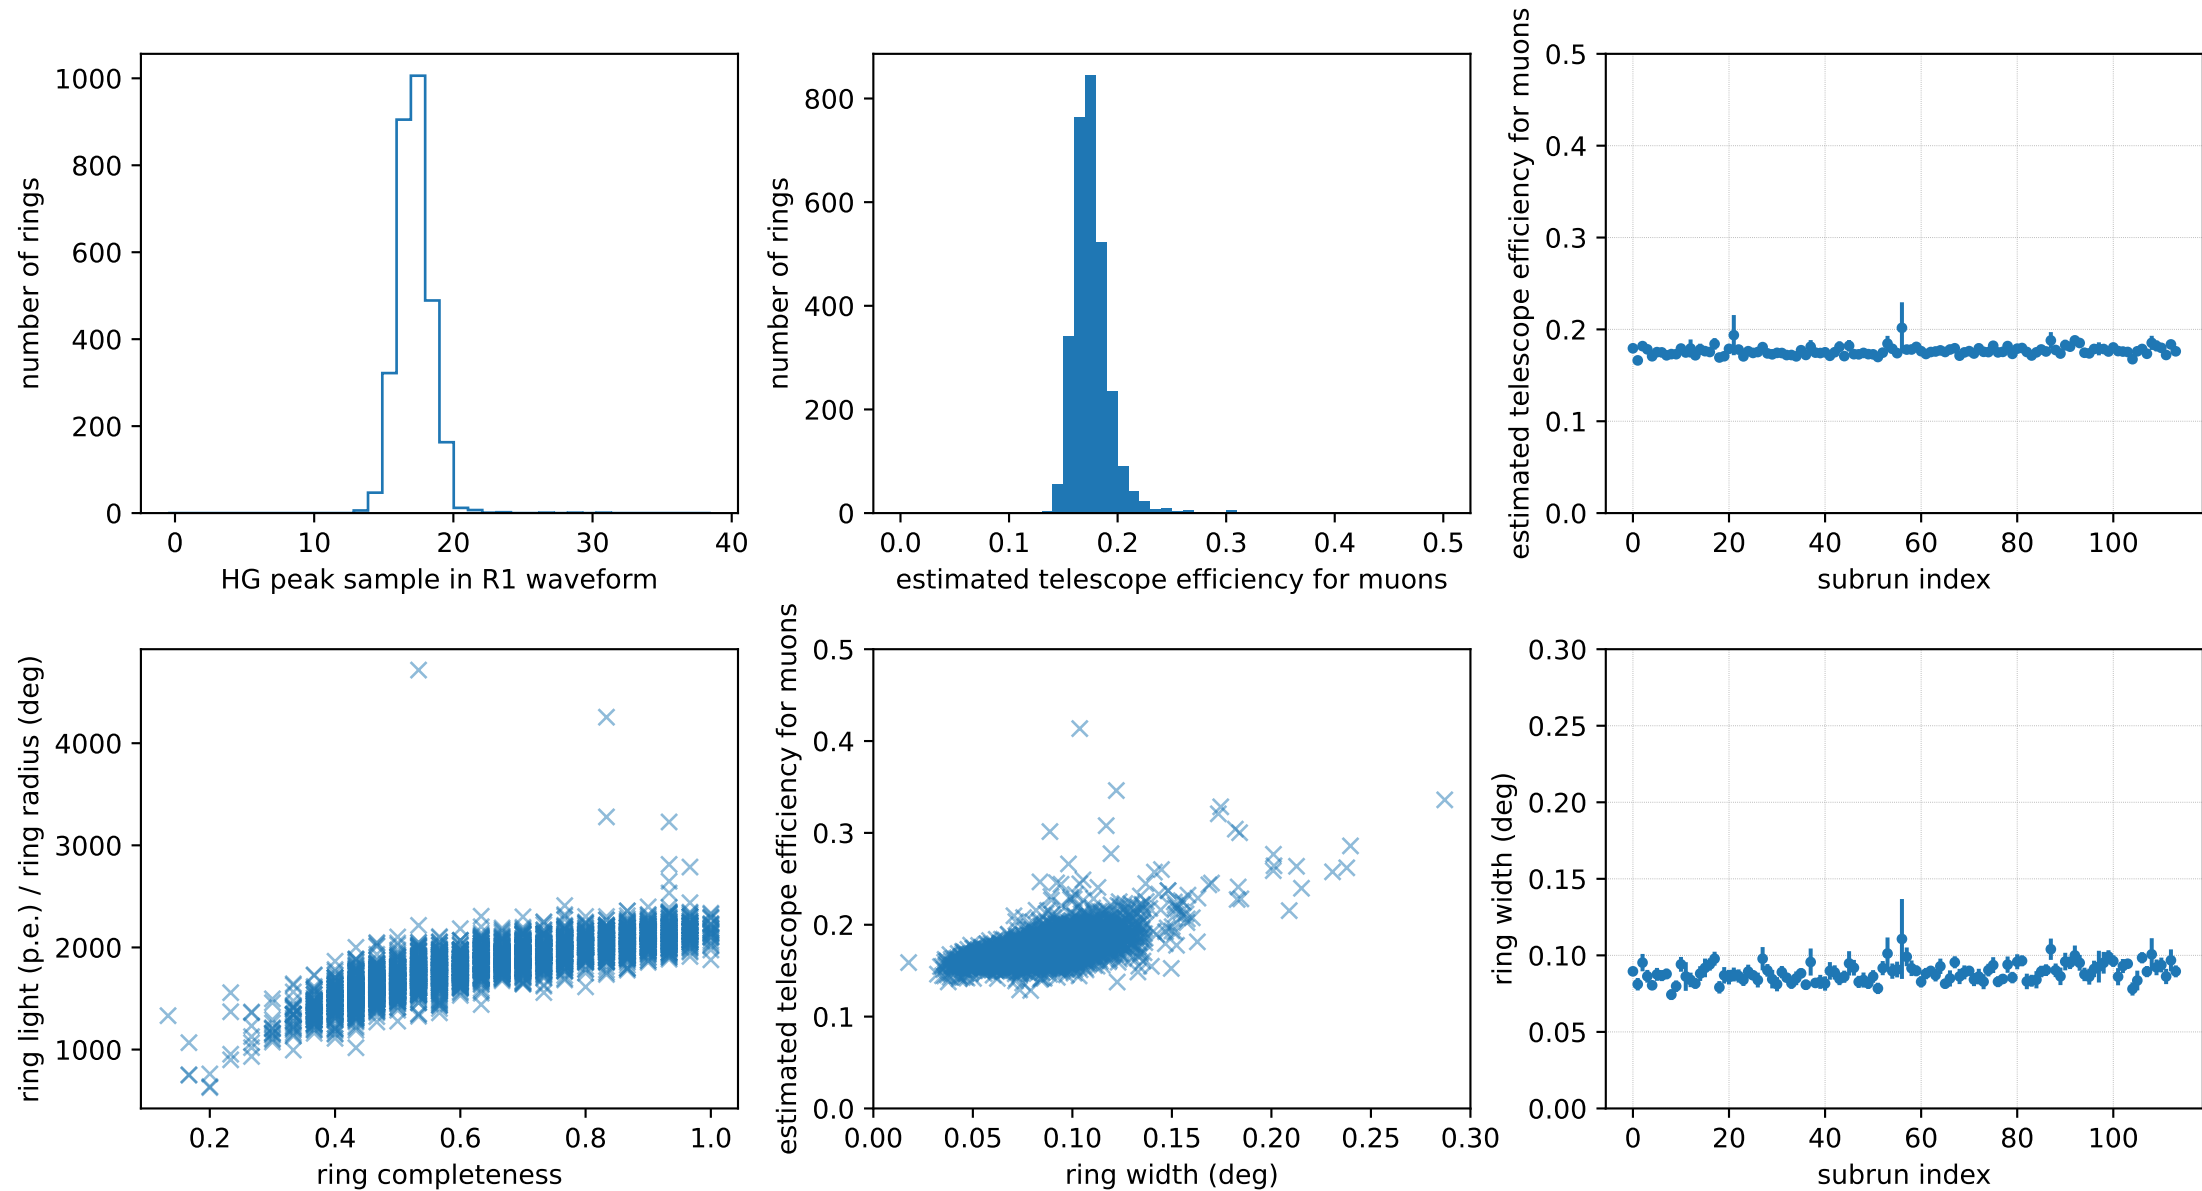 number of rings
1000
800
600
400
200
0
0 10 20 30 40
HG peak sample in R1 waveform
number of rings
800
600
400
200
0
0.0 0.1 0.2 0.3 0.4 0.5
estimated telescope efficiency for muons
estimated telescope efficiency for muons
0.5
0.4
0.3
0.2
0.1
0.0
0 20 40 60 80 100
subrun index
ring light (p.e.) / ring radius (deg)
4000
3000
2000
1000
0.2 0.4 0.6 0.8 1.0
ring completeness
estimated telescope efficiency for muons
0.5
0.4
0.3
0.2
0.1
0.0
0.00 0.05 0.10 0.15 0.20 0.25 0.30
ring width (deg)
ring width (deg)
0.30
0.25
0.20
0.15
0.10
0.05
0.00
0 20 40 60 80 100
subrun index